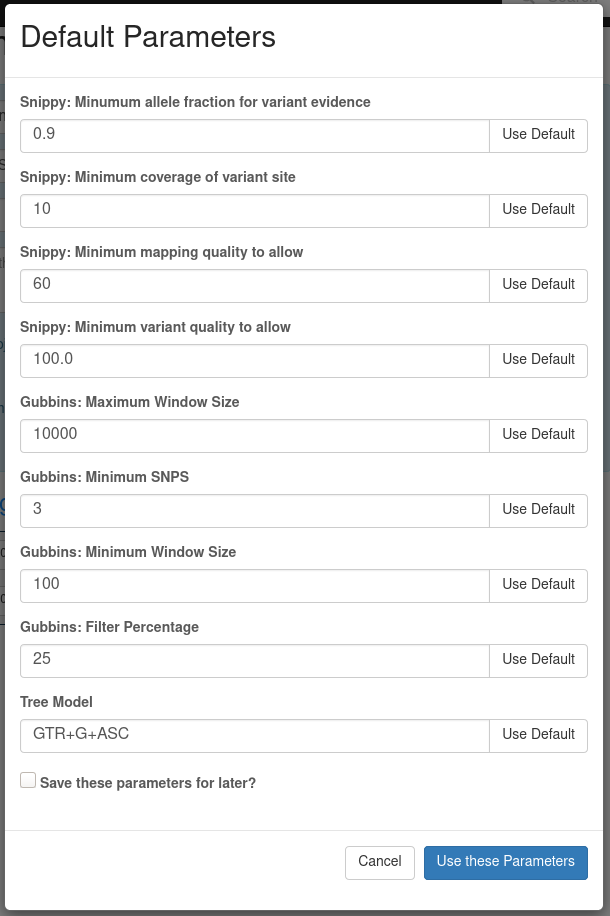 Default Parameters
Snippy: Minumum allele fraction for variant evidence
0.9 Use Default
Snippy: Minimum coverage of variant site
10 Use Default
Snippy: Minimum mapping quality to allow
60 Use Default
Snippy: Minimum variant quality to allow
100.0 Use Default
Gubbins: Maximum Window Size
10000 Use Default
Gubbins: Minimum SNPS
3 Use Default
Gubbins: Minimum Window Size
100 Use Default
Gubbins: Filter Percentage
25 Use Default
Tree Model
GTR+G+ASC Use Default
Save these parameters for later?
Cancel Use these Parameters